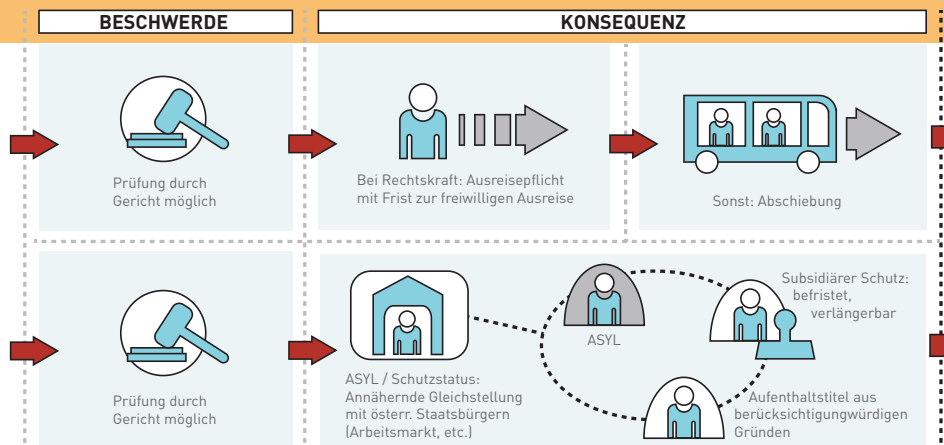 BESCHWERDE
KONSEQUENZ
Prüfung durch
Gericht möglich
Bei Rechtskraft: Ausreisepflicht
mit Frist zur freiwilligen Ausreise
Sonst: Abschiebung
Prüfung durch
Gericht möglich
ASYL / Schutzstatus:
Annähernde Gleichstellung
mit österr. Staatsbürgern
(Arbeitsmarkt, etc.)
ASYL
Subsidiärer Schutz:
befristet,
verlängerbar
Aufenthaltstitel aus
berücksichtigungwürdigen
Gründen